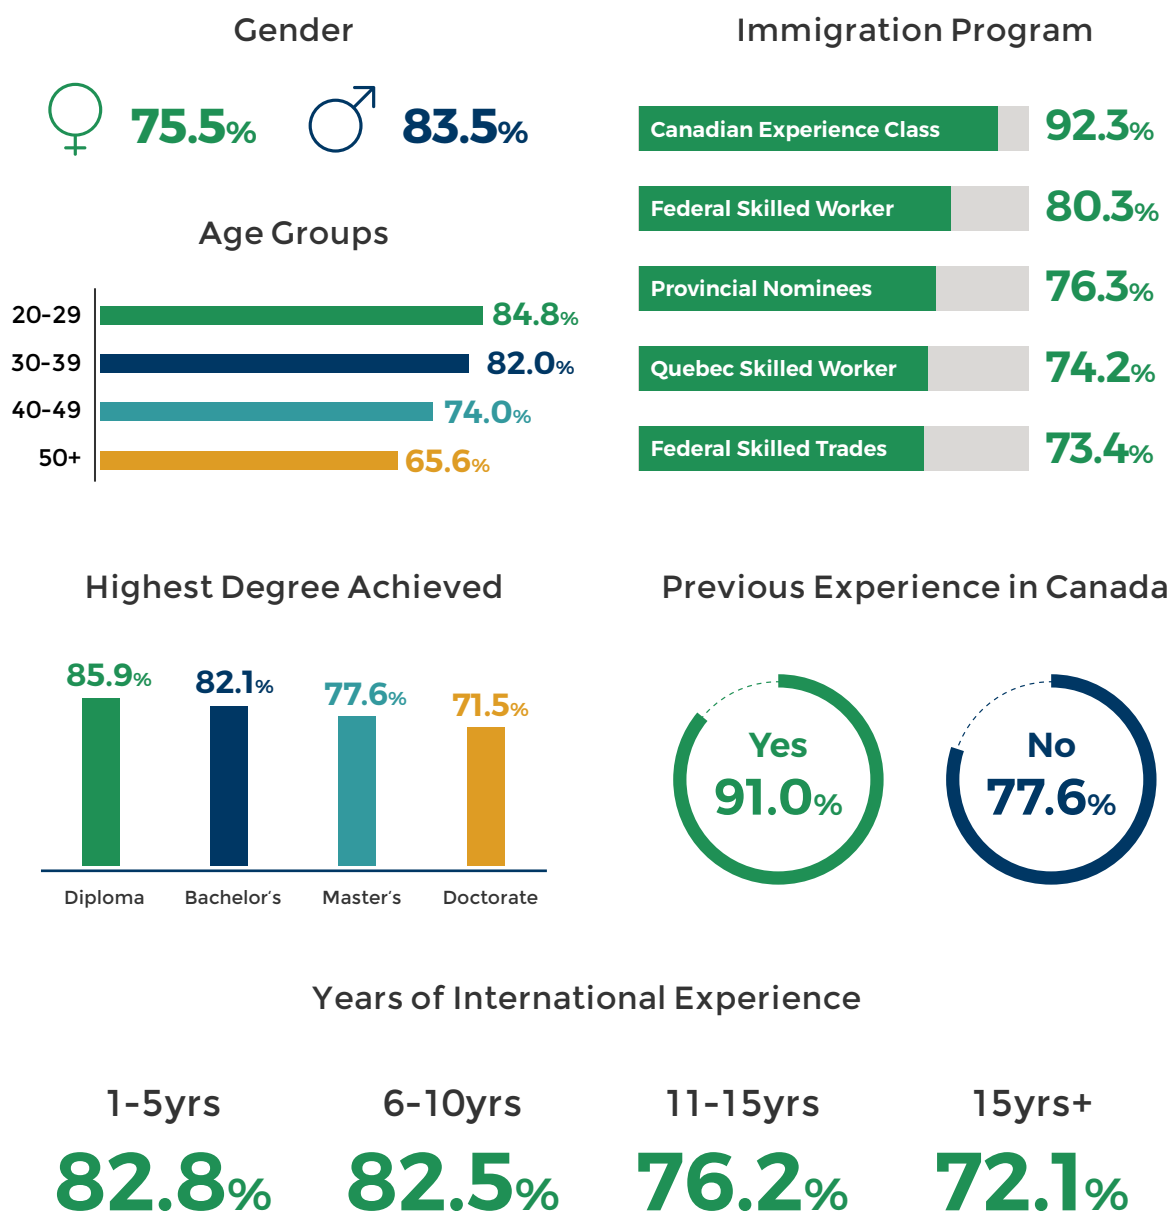 Gender
75.5%
83.5%
Age Groups
20-29
84.8%
30-39
82.0%
40-49
74.0%
50+
65.6%
Immigration Program
Canadian Experience Class
92.3%
Federal Skilled Worker
80.3%
Provincial Nominees
76.3%
Quebec Skilled Worker
74.2%
Federal Skilled Trades
73.4%
Highest Degree Achieved
85.9%
82.1%
77.6%
71.5%
Diploma
Bachelor‘s
Master‘s
Doctorate
Previous Experience in Canada
Yes
91.0%
No
77.6%
Years of International Experience
1-5yrs
6-10yrs
11-15yrs
15yrs+
82.8%
82.5%
76.2%
72.1%